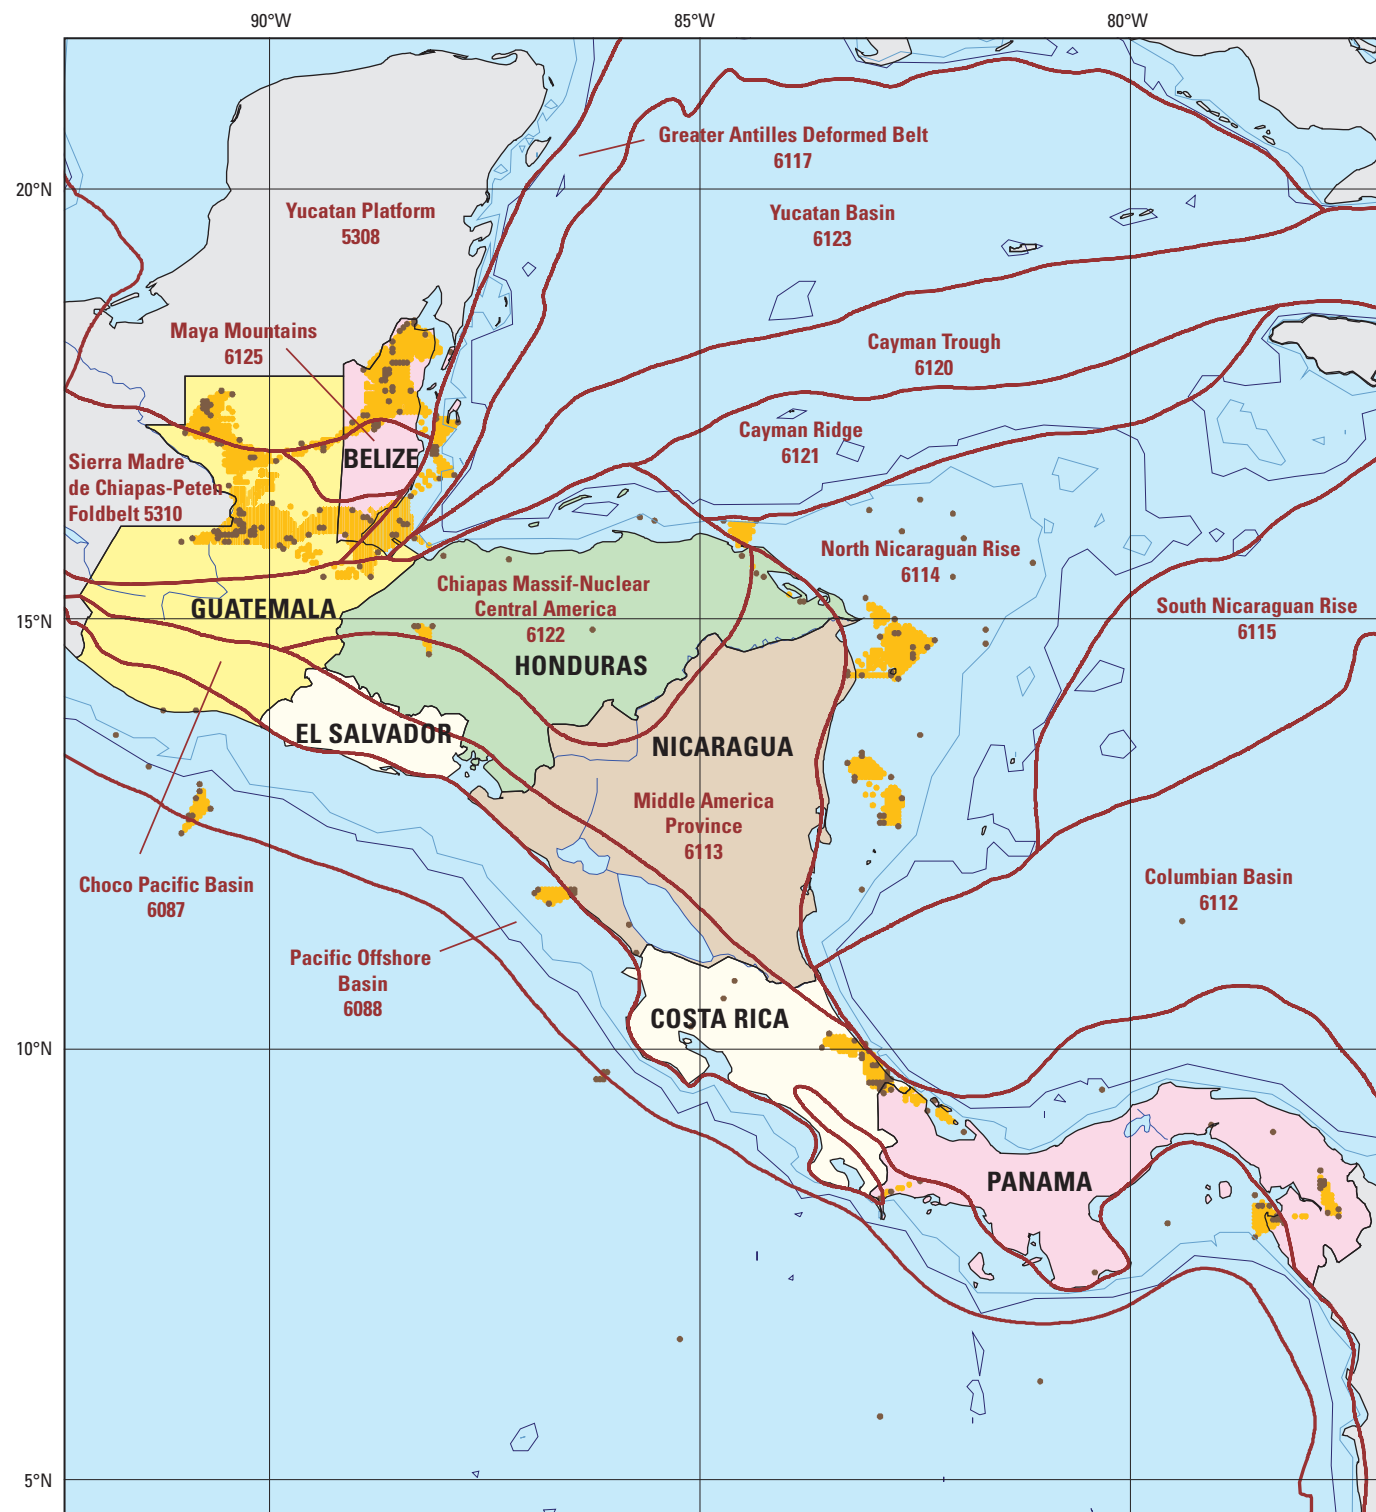 90°W
85°W
80°W
Greater Antilles Deformed Belt
6117
20°N
Yucatan Platform
5308
Yucatan Basin
6123
Maya Mountains
6125
Cayman Trough
6120
Cayman Ridge
6121
BELIZE
Sierra Madre
de Chiapas-Peten
Foldbelt 5310
North Nicaraguan Rise
6114
Chiapas Massif-Nuclear
Central America
6122
GUATEMALA
15°N
South Nicaraguan Rise
6115
HONDURAS
EL SALVADOR
NICARAGUA
Middle America
Province
6113
Choco Pacific Basin
6087
Columbian Basin
6112
Pacific Offshore
Basin
6088
COSTA RICA
10°N
PANAMA
5°N